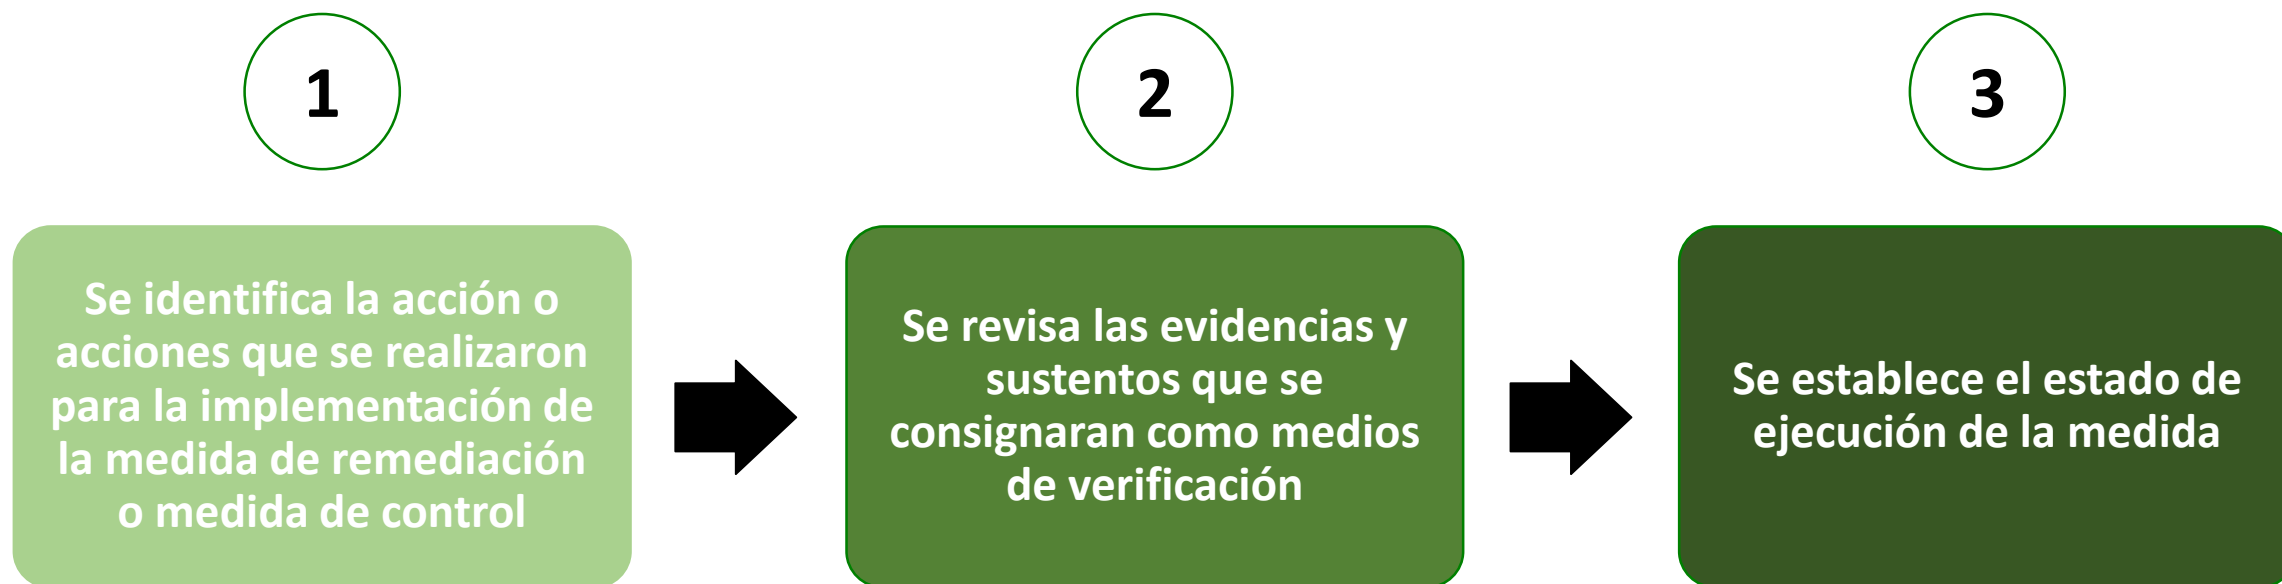 1
2
3
Se identifica la acción o
acciones que se realizaron
para la implementación de
la medida de remediación
o medida de control
Se revisa las evidencias y
sustentos que se
consignaran como medios
de verificación
Se establece el estado de
ejecución de la medida